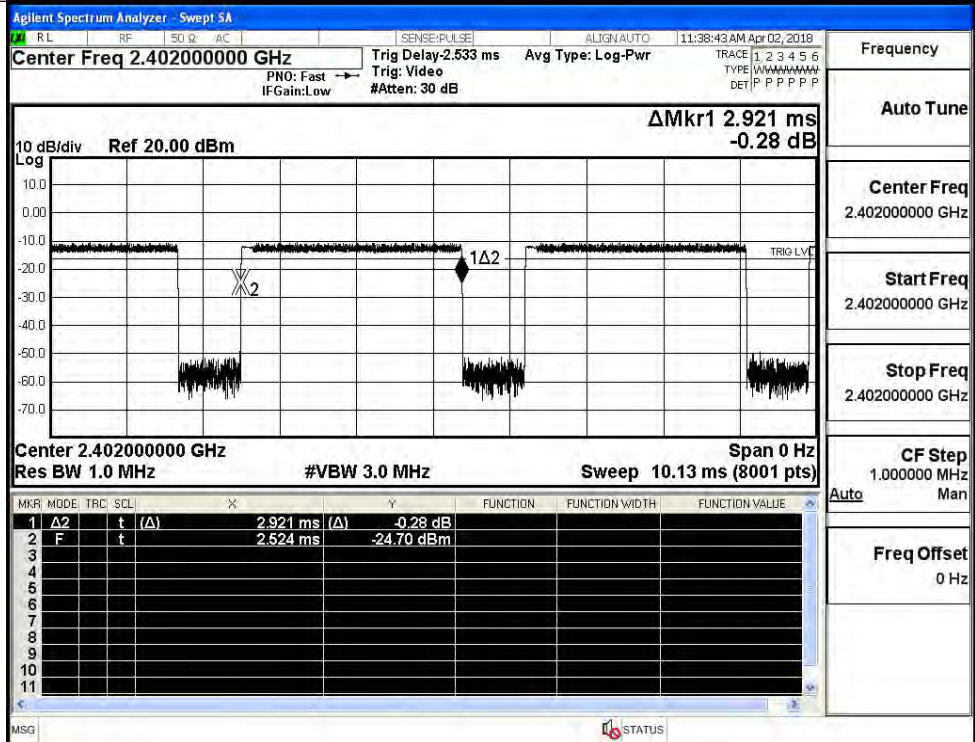 Agilent Spectrum Analyzer - Swept SA
LXI RL RF 50 Ω AC SENSE:PULSE ALIGN AUTO 11:38:43 AM Apr 02, 2018
Center Freq 2.402000000 GHz
PNO: Fast
IFGain:Low
Trig Delay-2.533 ms
Trig: Video
#Atten: 30 dB
Avg Type: Log-Pwr
TRACE 1 2 3 4 5 6
TYPE WWWWWW
DET P P P P P P
ΔMkr1 2.921 ms
-0.28 dB
10 dB/div Ref 20.00 dBm
Log
10.0
0.00
-10.0
-20.0
-30.0
-40.0
-50.0
-60.0
-70.0
1Δ2
2
TRIG LVL
Center 2.402000000 GHz Span 0 Hz
Res BW 1.0 MHz #VBW 3.0 MHz Sweep 10.13 ms (8001 pts)
MKR MODE TRC SCL X Y FUNCTION FUNCTION WIDTH FUNCTION VALUE
1 Δ2 t (Δ) 2.921 ms (Δ) -0.28 dB
2 F t 2.524 ms -24.70 dBm
3
4
5
6
7
8
9
10
11
MSG STATUS
Frequency
Auto Tune
Center Freq
2.402000000 GHz
Start Freq
2.402000000 GHz
Stop Freq
2.402000000 GHz
CF Step
1.000000 MHz
Auto Man
Freq Offset
0 Hz